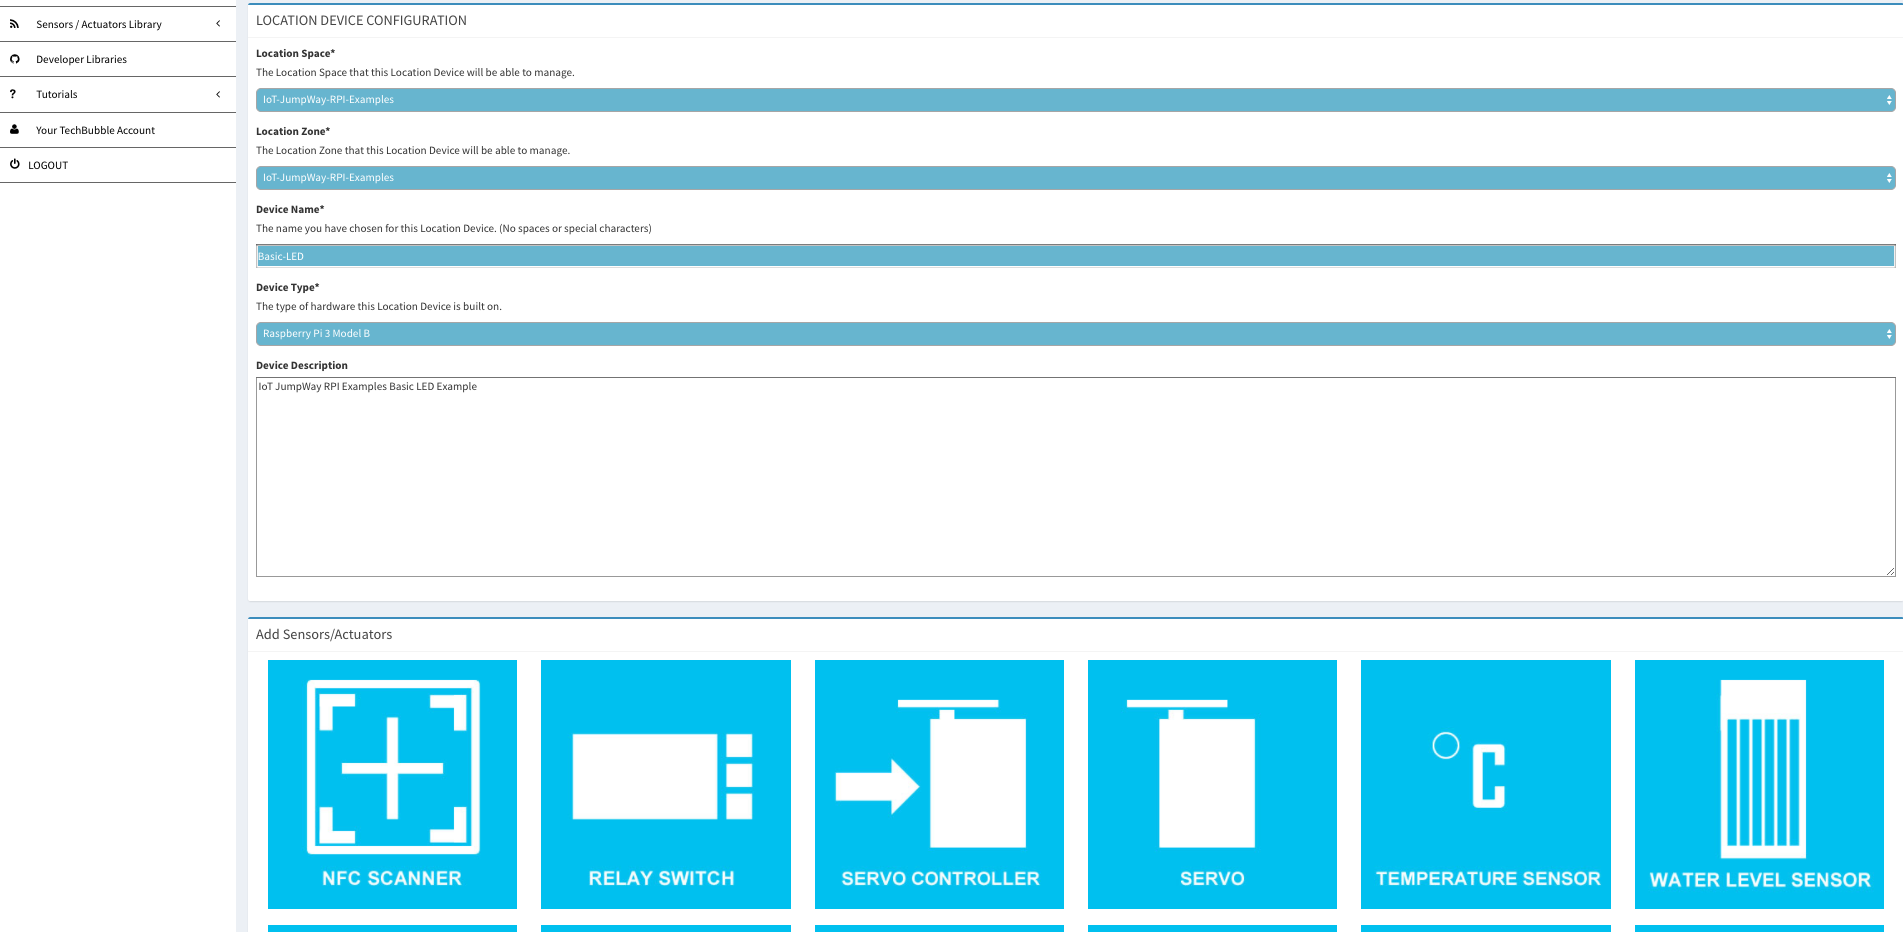 Sensors / Actuators Library
Developer Libraries
? Tutorials
Your TechBubble Account
LOGOUT
LOCATION DEVICE CONFIGURATION
Location Space*
The Location Space that this Location Device will be able to manage.
IoT-JumpWay-RPI-Examples
Location Zone*
The Location Zone that this Location Device will be able to manage.
IoT-JumpWay-RPI-Examples
Device Name*
The name you have chosen for this Location Device. (No spaces or special characters)
Basic-LED
Device Type*
The type of hardware this Location Device is built on.
Raspberry Pi 3 Model B
Device Description
IoT JumpWay RPI Examples Basic LED Example
Add Sensors/Actuators
°C
NFC SCANNER
RELAY SWITCH
SERVO CONTROLLER
SERVO
TEMPERATURE SENSOR
WATER LEVEL SENSOR